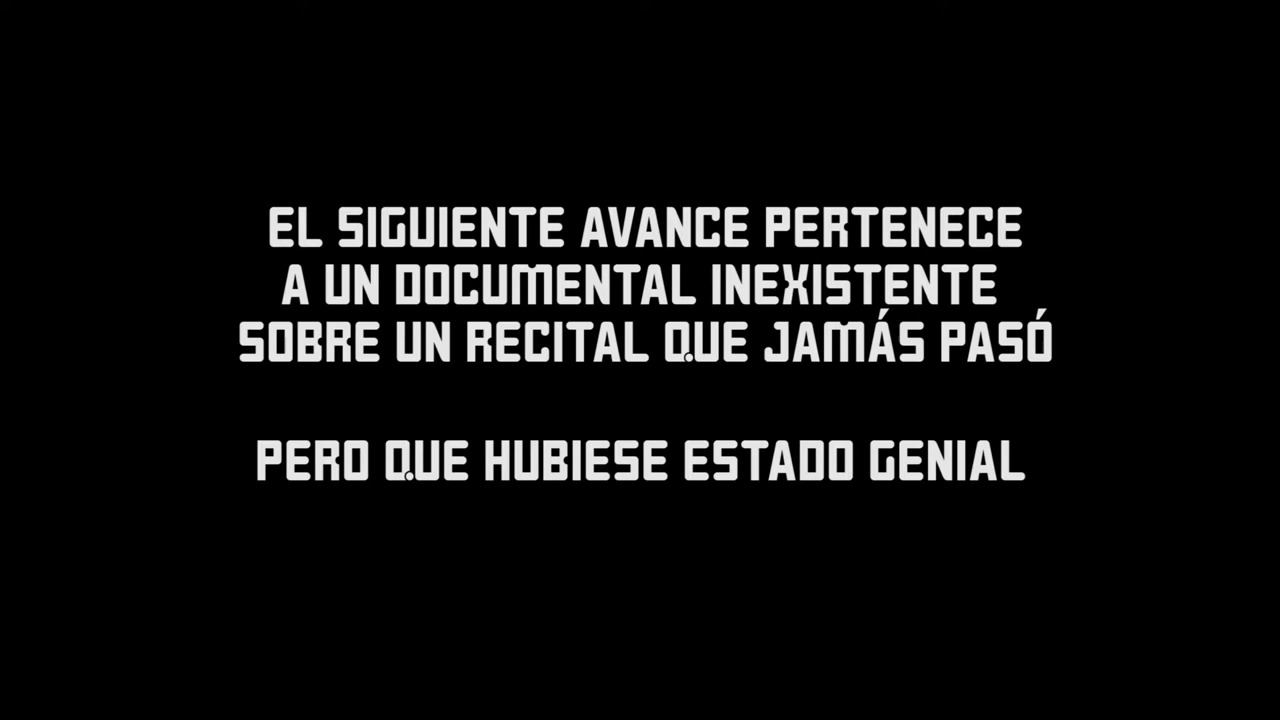 EL SIGUIENTE AVANCE PERTENECE
A UN DOCUMENTAL INEXISTENTE
SOBRE UN RECITAL QUE JAMÁS PASÓ
PERO QUE HUBIESE ESTADO GENIAL